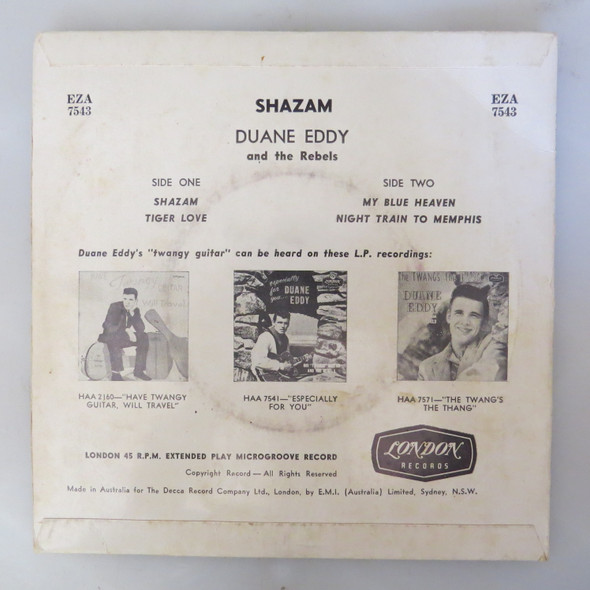 EZA
7543
SHAZAM
EZA
7543
DUANE EDDY
and the Rebels
SIDE ONE
SHAZAM
TIGER LOVE
SIDE TWO
MY BLUE HEAVEN
NIGHT TRAIN TO MEMPHIS
Duane Eddy's "twangy guitar" can be heard on these L.P. recordings:
Especially
for
you
DUANE
EDDY
DUANE
EDDY
HAA 2160—"HAVE TWANGY
GUITAR, WILL TRAVEL"
HAA 7541—"ESPECIALLY
FOR YOU"
HAA 7571—"THE TWANG'S
THE THANG"
LONDON
RECORDS
LONDON 45 R.P.M. EXTENDED PLAY MICROGROOVE RECORD
Copyright Record — All Rights Reserved
Made in Australia for The Decca Record Company Ltd., London, by E.M.I. (Australia) Limited, Sydney, N.S.W.